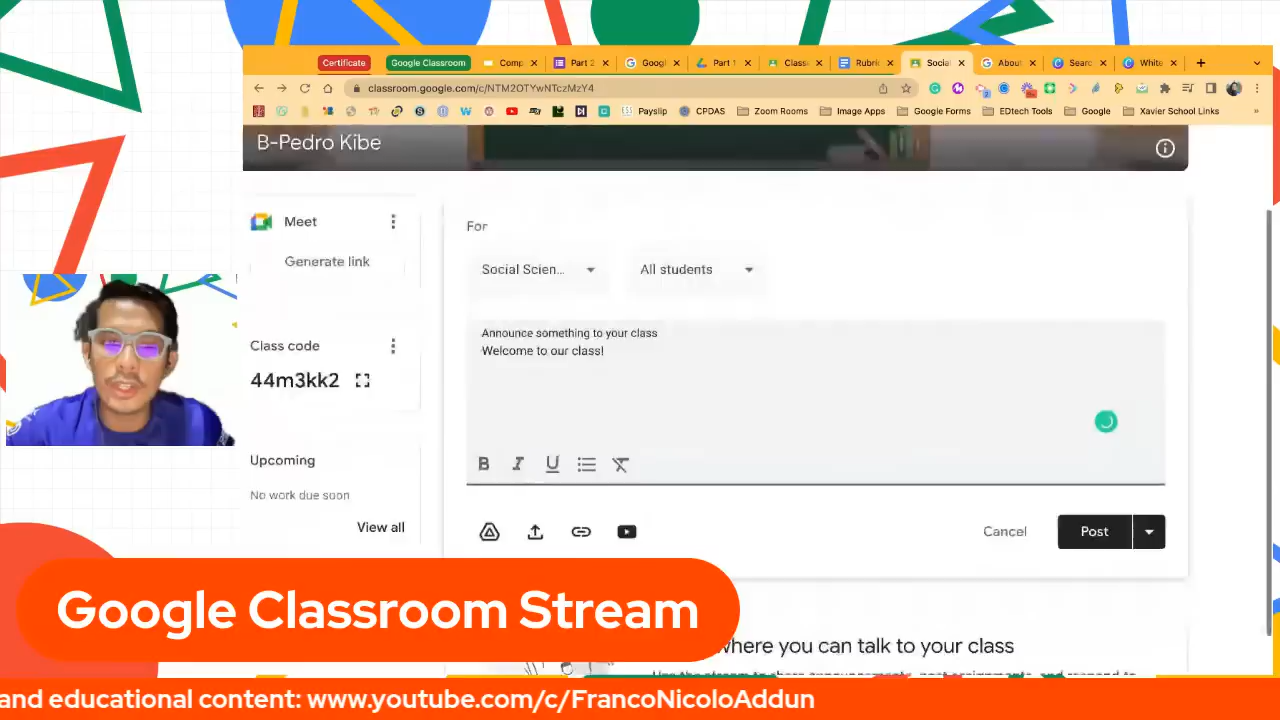 Certificate
Google Classroom
Comp
Part 2
Googl
Part 1
Class
Rubric
Social
About
Searc
White
classroom.google.com/c/NTM2OTYwNTczMzY4
Payslip
CPDAS
Zoom Rooms
Image Apps
Google Forms
EDtech Tools
Google
Xavier School Links
B-Pedro Kibe
Meet
Generate link
Class code
44m3kk2
Upcoming
No work due soon
View all
For
Social Scien...
All students
Announce something to your class
Welcome to our class!
B I U
Cancel
Post
where you can talk to your class
Google Classroom Stream
and educational content: www.youtube.com/c/FrancoNicoloAddun